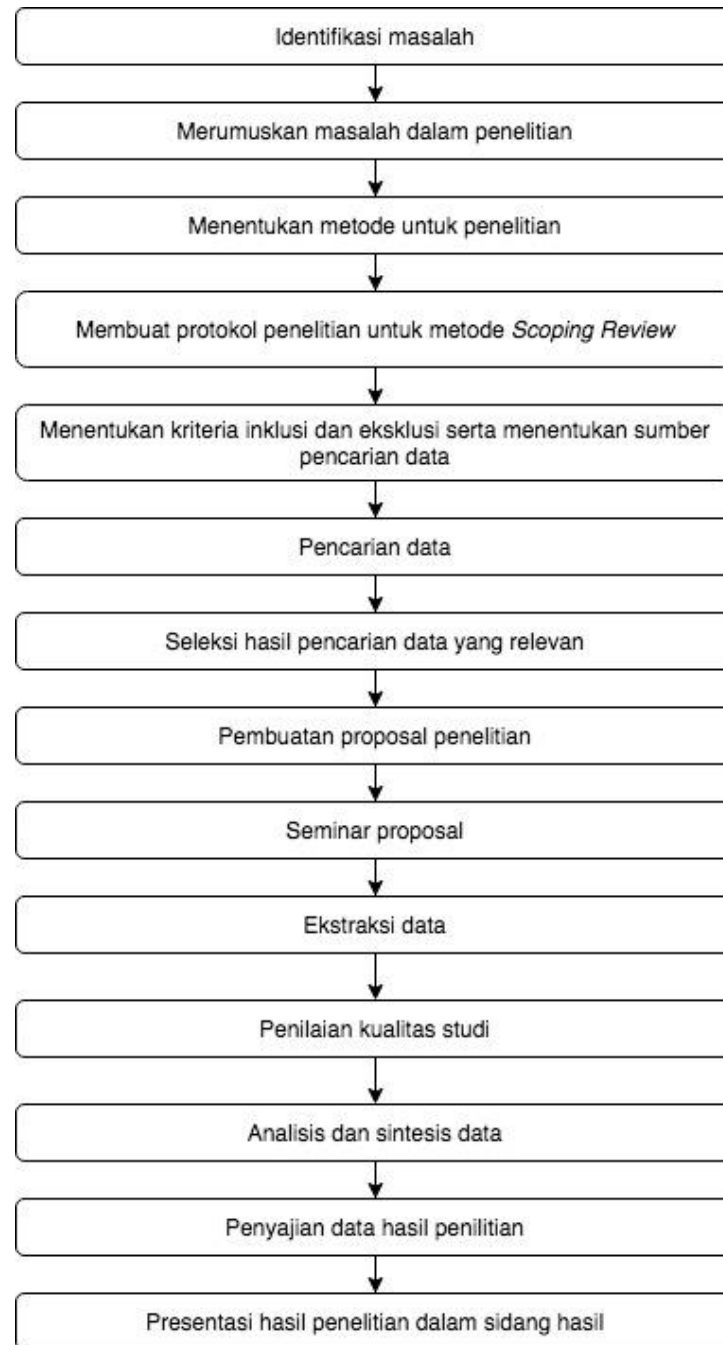 Identifikasi masalah
Merumuskan masalah dalam penelitian
Menentukan metode untuk penelitian
Membuat protokol penelitian untuk metode Scoping Review
Menentukan kriteria inklusi dan eksklusi serta menentukan sumber
pencarian data
Pencarian data
Seleksi hasil pencarian data yang relevan
Pembuatan proposal penelitian
Seminar proposal
Ekstraksi data
Penilaian kualitas studi
Analisis dan sintesis data
Penyajian data hasil penilitian
Presentasi hasil penelitian dalam sidang hasil